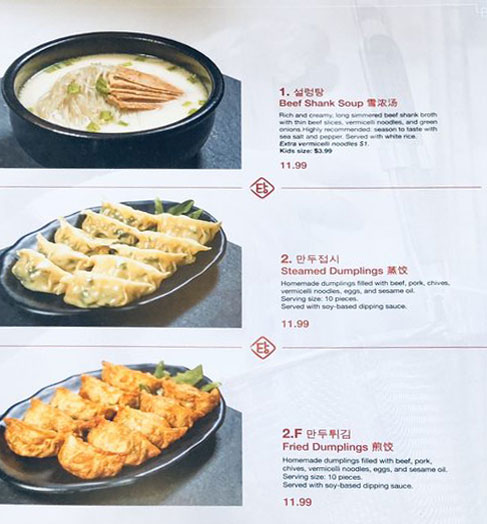 1. 설렁탕
Beef Shank Soup 雪浓汤
Rich and creamy, long simmered beef shank broth
with thin beef slices, vermicelli noodles, and green
onions.Highly recommended: season to taste with
sea salt and pepper. Served with white rice.
Extra vermicelli noodles $1.
Kids size: $3.99
11.99
2. 만두접시
Steamed Dumplings 蒸饺
Homemade dumplings filled with beef, pork, chives,
vermicelli noodles, eggs, and sesame oil.
Serving size: 10 pieces.
Served with soy-based dipping sauce.
11.99
2.F 만두튀김
Fried Dumplings 煎饺
Homemade dumplings filled with beef, pork,
chives, vermicelli noodles, eggs, and sesame oil.
Serving size: 10 pieces.
Served with soy-based dipping sauce.
11.99